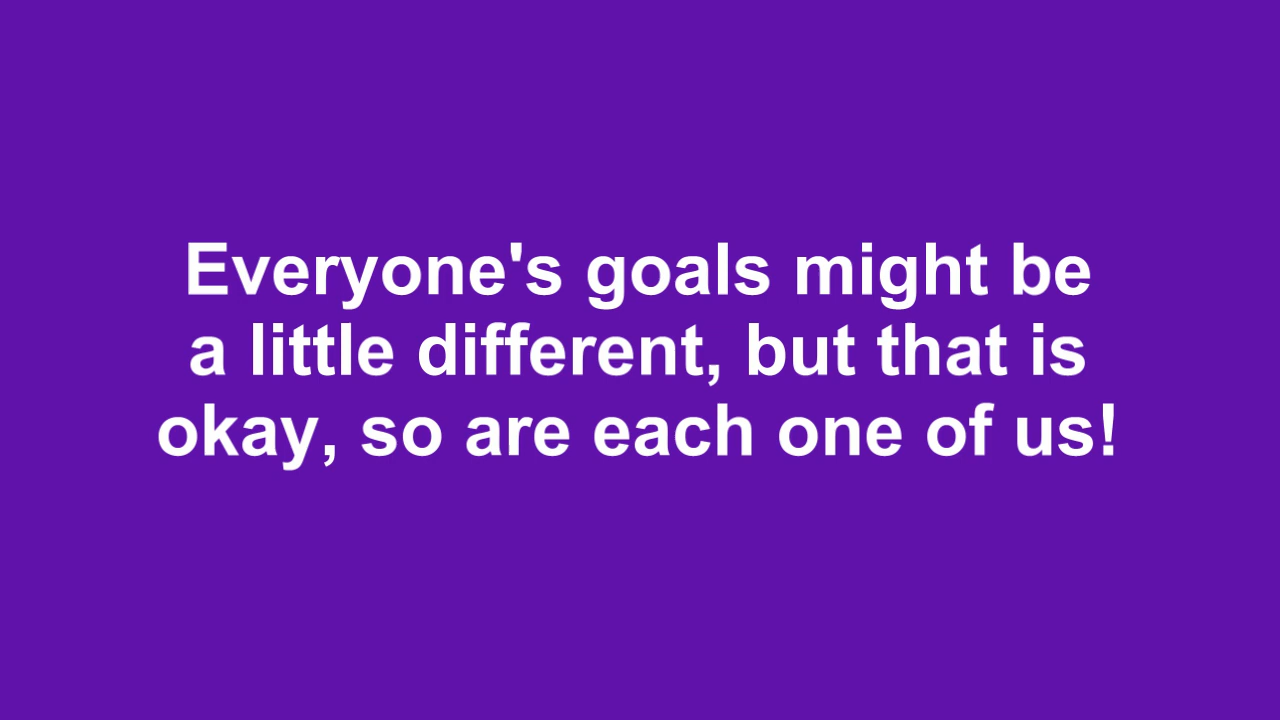 Everyone's goals might be
a little different, but that is
okay, so are each one of us!